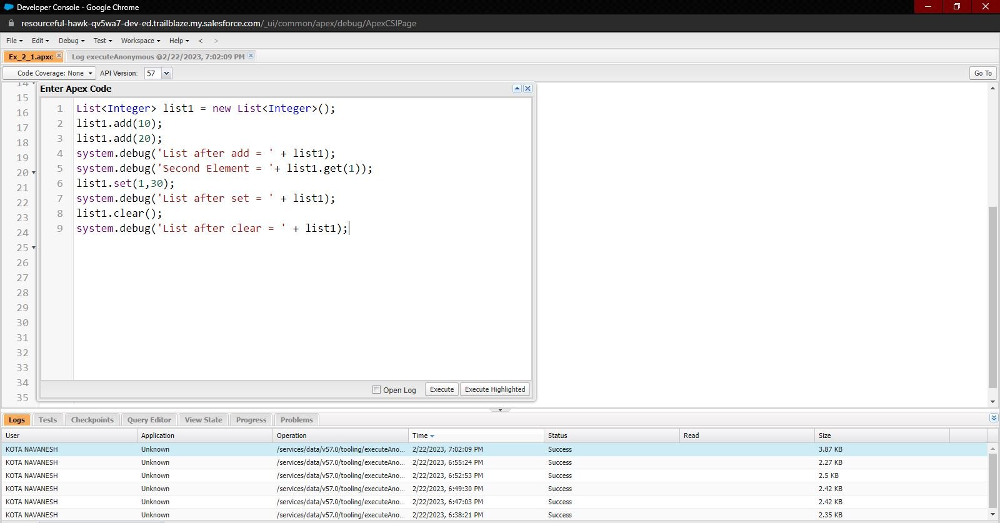 Developer Console - Google Chrome
resourceful-hawk-qv5wa7-dev-ed.trailblaze.my.salesforce.com/_ui/common/apex/debug/ApexCSIPage
File Edit Debug Test Workspace Help < >
Ex_2_1.apxc Log executeAnonymous @2/22/2023, 7:02:09 PM
Code Coverage: None API Version: 57 Go To
14
15
16
17
18
19
20
21
22
23
24
25
26
27
28
29
30
31
32
33
34
35
Enter Apex Code
1 List<Integer> list1 = new List<Integer>();
2 list1.add(10);
3 list1.add(20);
4 system.debug('List after add = ' + list1);
5 system.debug('Second Element = '+ list1.get(1));
6 list1.set(1,30);
7 system.debug('List after set = ' + list1);
8 list1.clear();
9 system.debug('List after clear = ' + list1);
Open Log Execute Execute Highlighted
Logs Tests Checkpoints Query Editor View State Progress Problems
User Application Operation Time Status Read Size
KOTA NAVANESH Unknown /services/data/v57.0/tooling/executeAno... 2/22/2023, 7:02:09 PM Success 3.87 KB
KOTA NAVANESH Unknown /services/data/v57.0/tooling/executeAno... 2/22/2023, 6:55:24 PM Success 2.27 KB
KOTA NAVANESH Unknown /services/data/v57.0/tooling/executeAno... 2/22/2023, 6:52:53 PM Success 2.5 KB
KOTA NAVANESH Unknown /services/data/v57.0/tooling/executeAno... 2/22/2023, 6:49:30 PM Success 2.42 KB
KOTA NAVANESH Unknown /services/data/v57.0/tooling/executeAno... 2/22/2023, 6:47:03 PM Success 2.42 KB
KOTA NAVANESH Unknown /services/data/v57.0/tooling/executeAno... 2/22/2023, 6:38:21 PM Success 2.35 KB